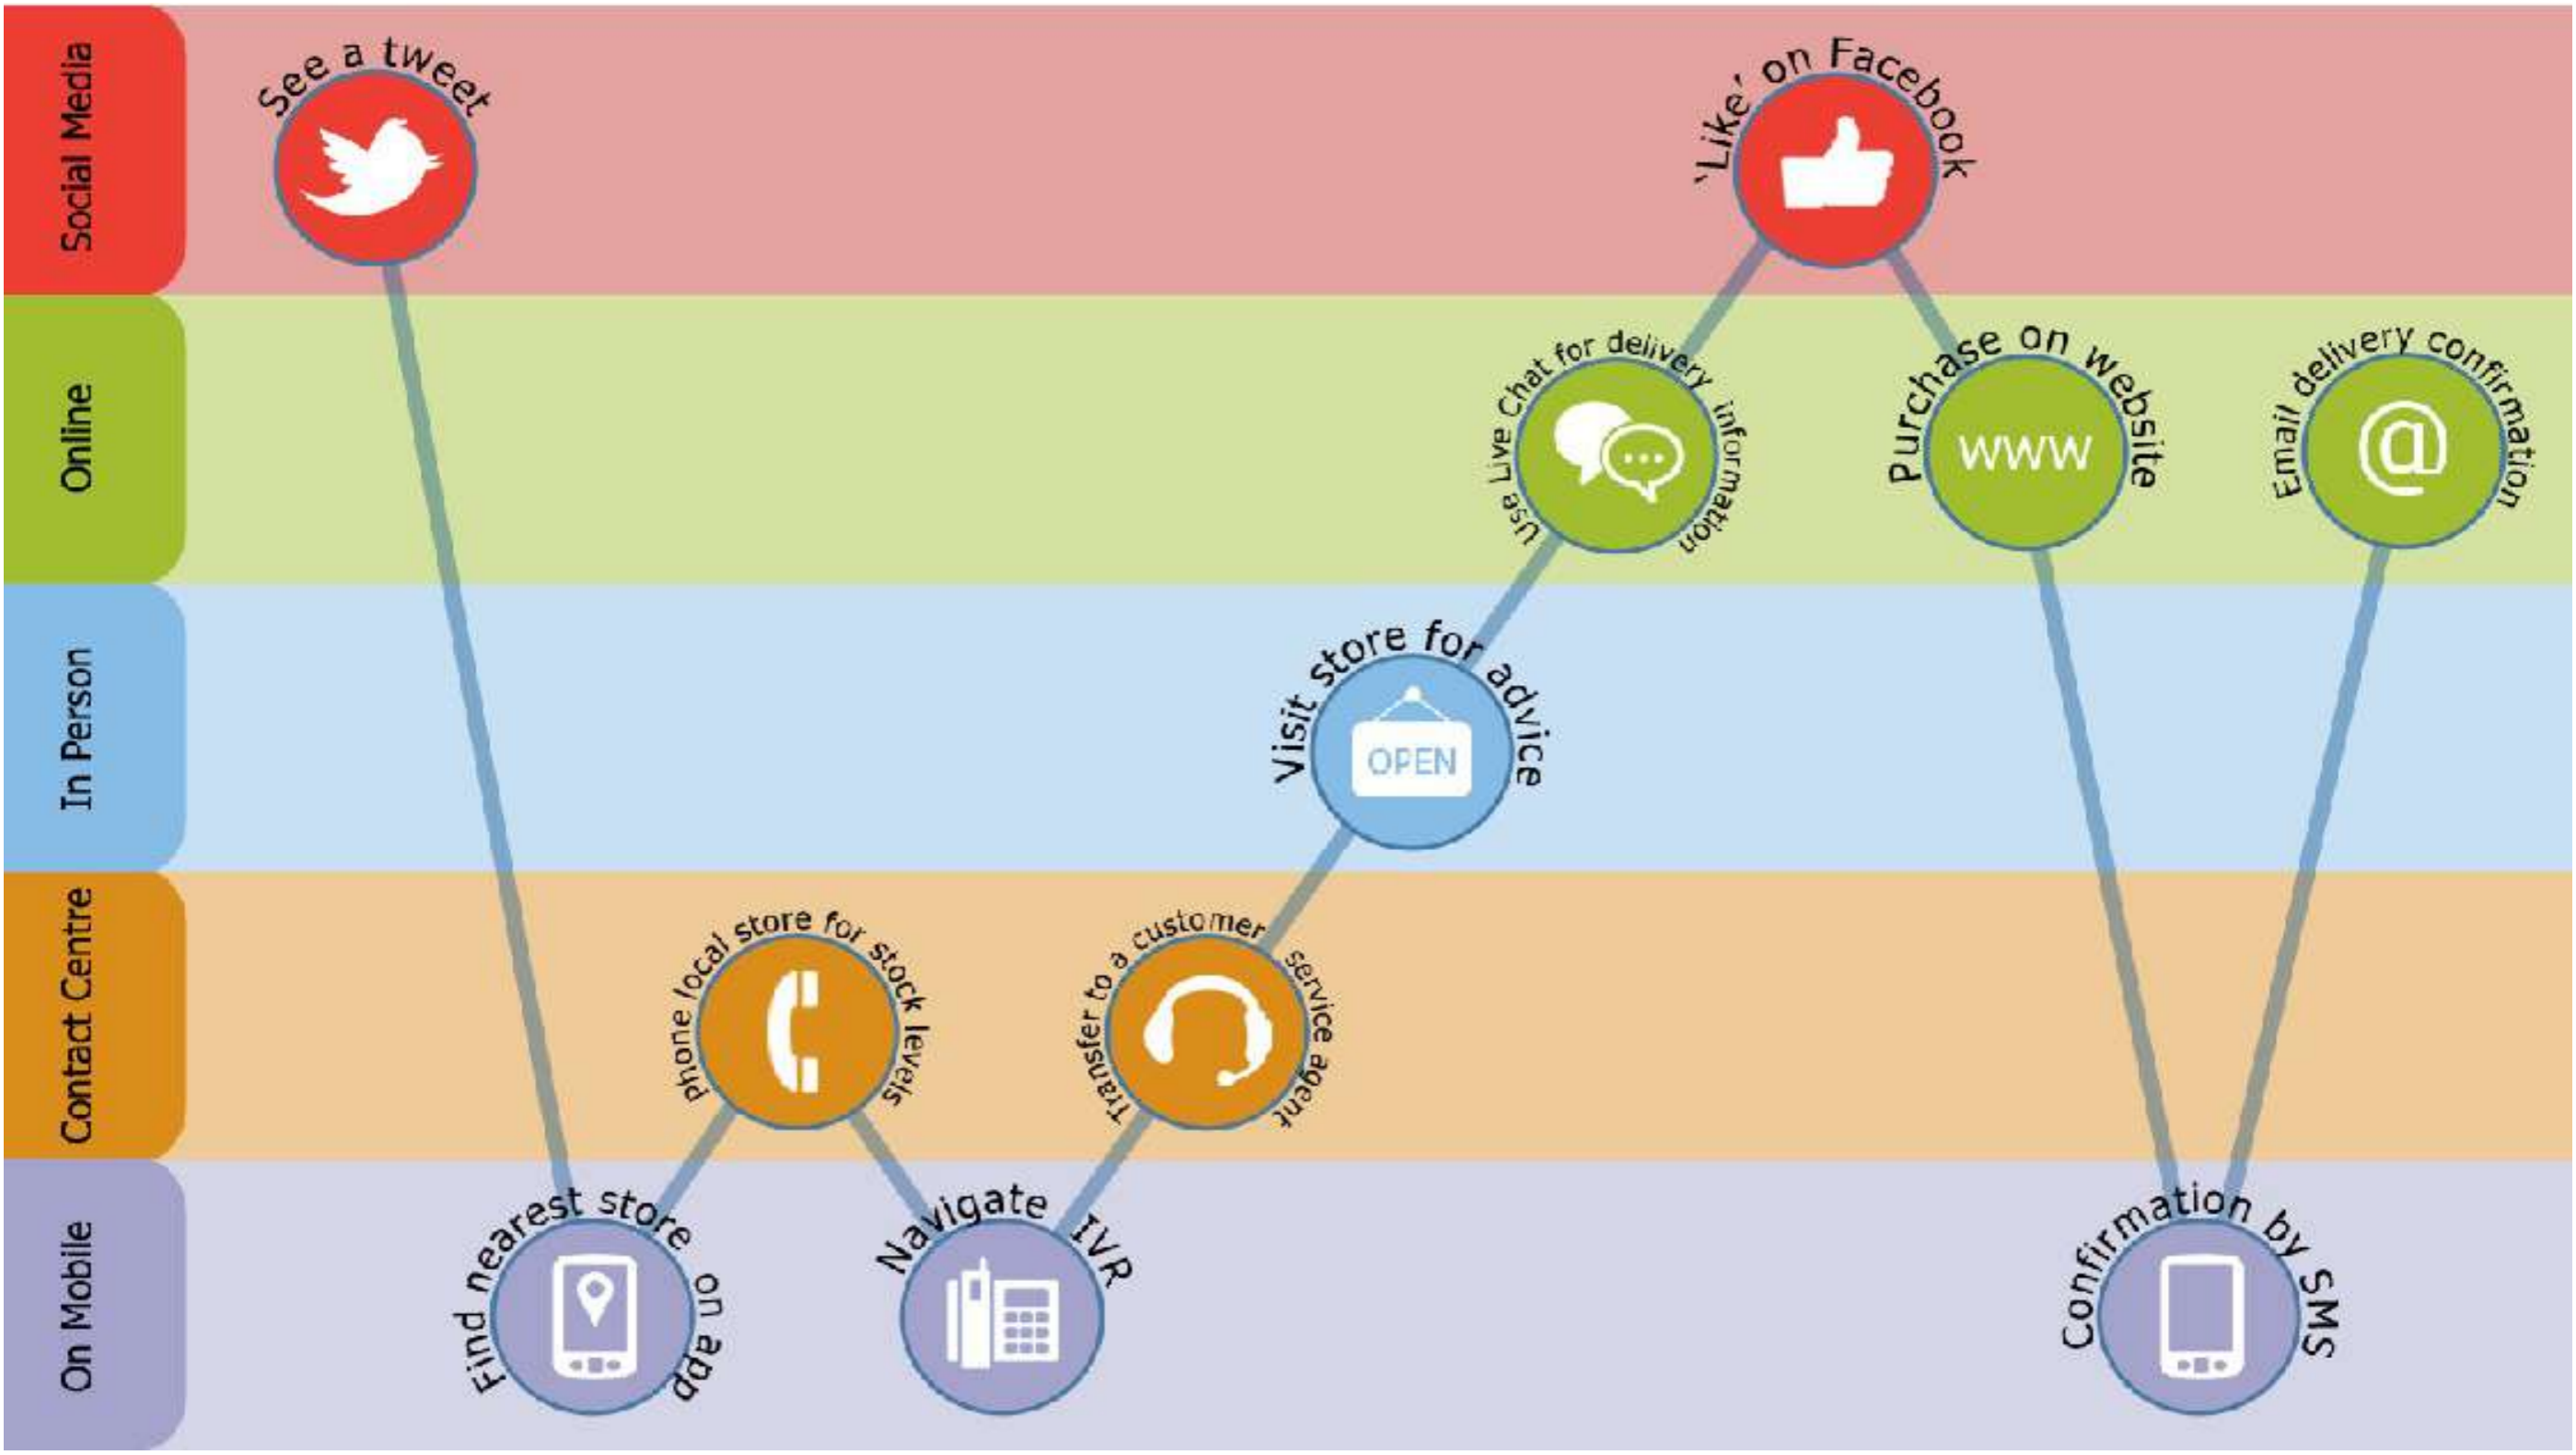 Social Media
See a tweet
'Like' on Facebook
Online
Use Live Chat for delivery information
Purchase on website
www
Email delivery confirmation
@
In Person
Visit store for advice
OPEN
Contact Centre
Phone local store for stock levels
Transfer to a customer service agent
On Mobile
Find nearest store on app
Navigate IVR
Confirmation by SMS